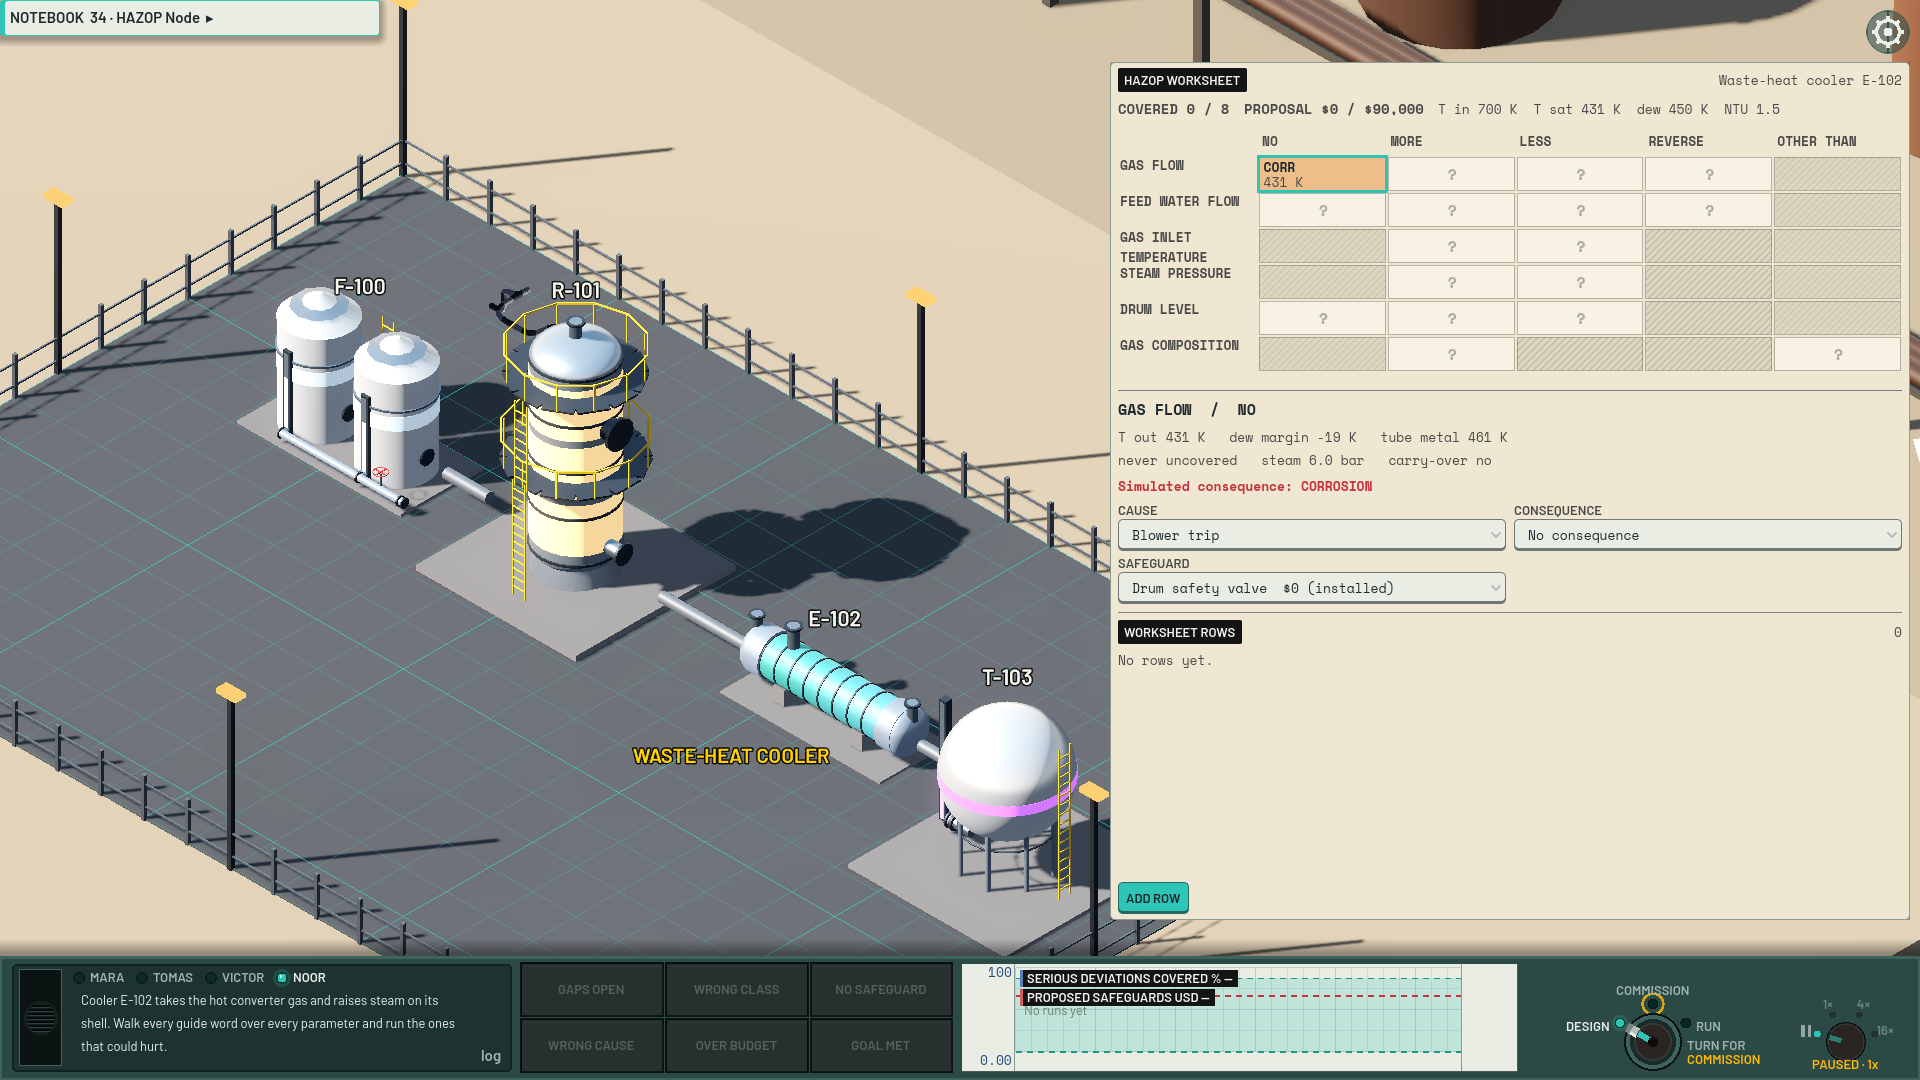 NOTEBOOK 34 · HAZOP Node ▸
F-100
R-101
E-102
T-103
WASTE-HEAT COOLER
HAZOP WORKSHEET
Waste-heat cooler E-102
COVERED 0 / 8 PROPOSAL $0 / $90,000 T in 700 K T sat 431 K dew 450 K NTU 1.5
NO MORE LESS REVERSE OTHER THAN
GAS FLOW CORR ? ? ?
431 K
FEED WATER FLOW ? ? ? ?
GAS INLET ? ?
TEMPERATURE
STEAM PRESSURE ? ?
DRUM LEVEL ? ? ?
GAS COMPOSITION ? ?
GAS FLOW / NO
T out 431 K dew margin -19 K tube metal 461 K
never uncovered steam 6.0 bar carry-over no
Simulated consequence: CORROSION
CAUSE CONSEQUENCE
Blower trip No consequence
SAFEGUARD
Drum safety valve $0 (installed)
WORKSHEET ROWS 0
No rows yet.
ADD ROW
MARA TOMAS VICTOR NOOR
Cooler E-102 takes the hot converter gas and raises steam on its
shell. Walk every guide word over every parameter and run the ones
that could hurt.
log
GAPS OPEN WRONG CLASS NO SAFEGUARD
WRONG CAUSE OVER BUDGET GOAL MET
100
SERIOUS DEVIATIONS COVERED % —
PROPOSED SAFEGUARDS USD —
No runs yet
0.00
COMMISSION
DESIGN RUN
TURN FOR
COMMISSION
1× 4×
16×
PAUSED · 1x